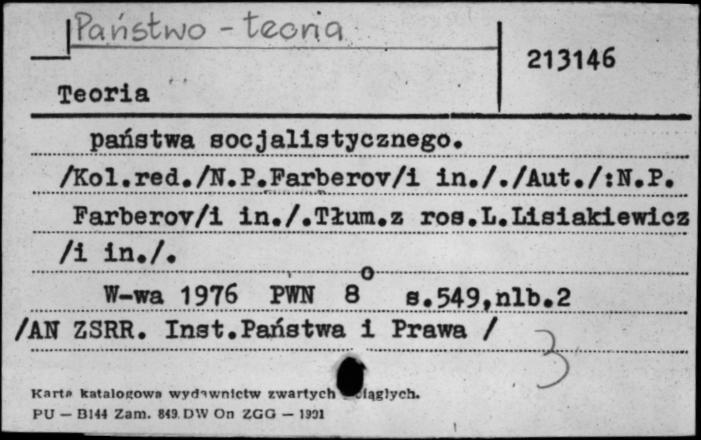 Państwo - teoria
213146
Teoria
państwa socjalistycznego.
/Kol.red./N.P.Farberov/i in././Aut./:N.P.
Farberov/i in./.Tłum.z ros.L.Lisiakiewicz
/i in./.
W-wa 1976 PWN 8° s.549,nlb.2
/AN ZSRR. Inst.Państwa i Prawa /
3
Karta katalogowa wydawnictw zwartych ciągłych.
PU — B144 Zam. 849. DW On ZGG — 1991